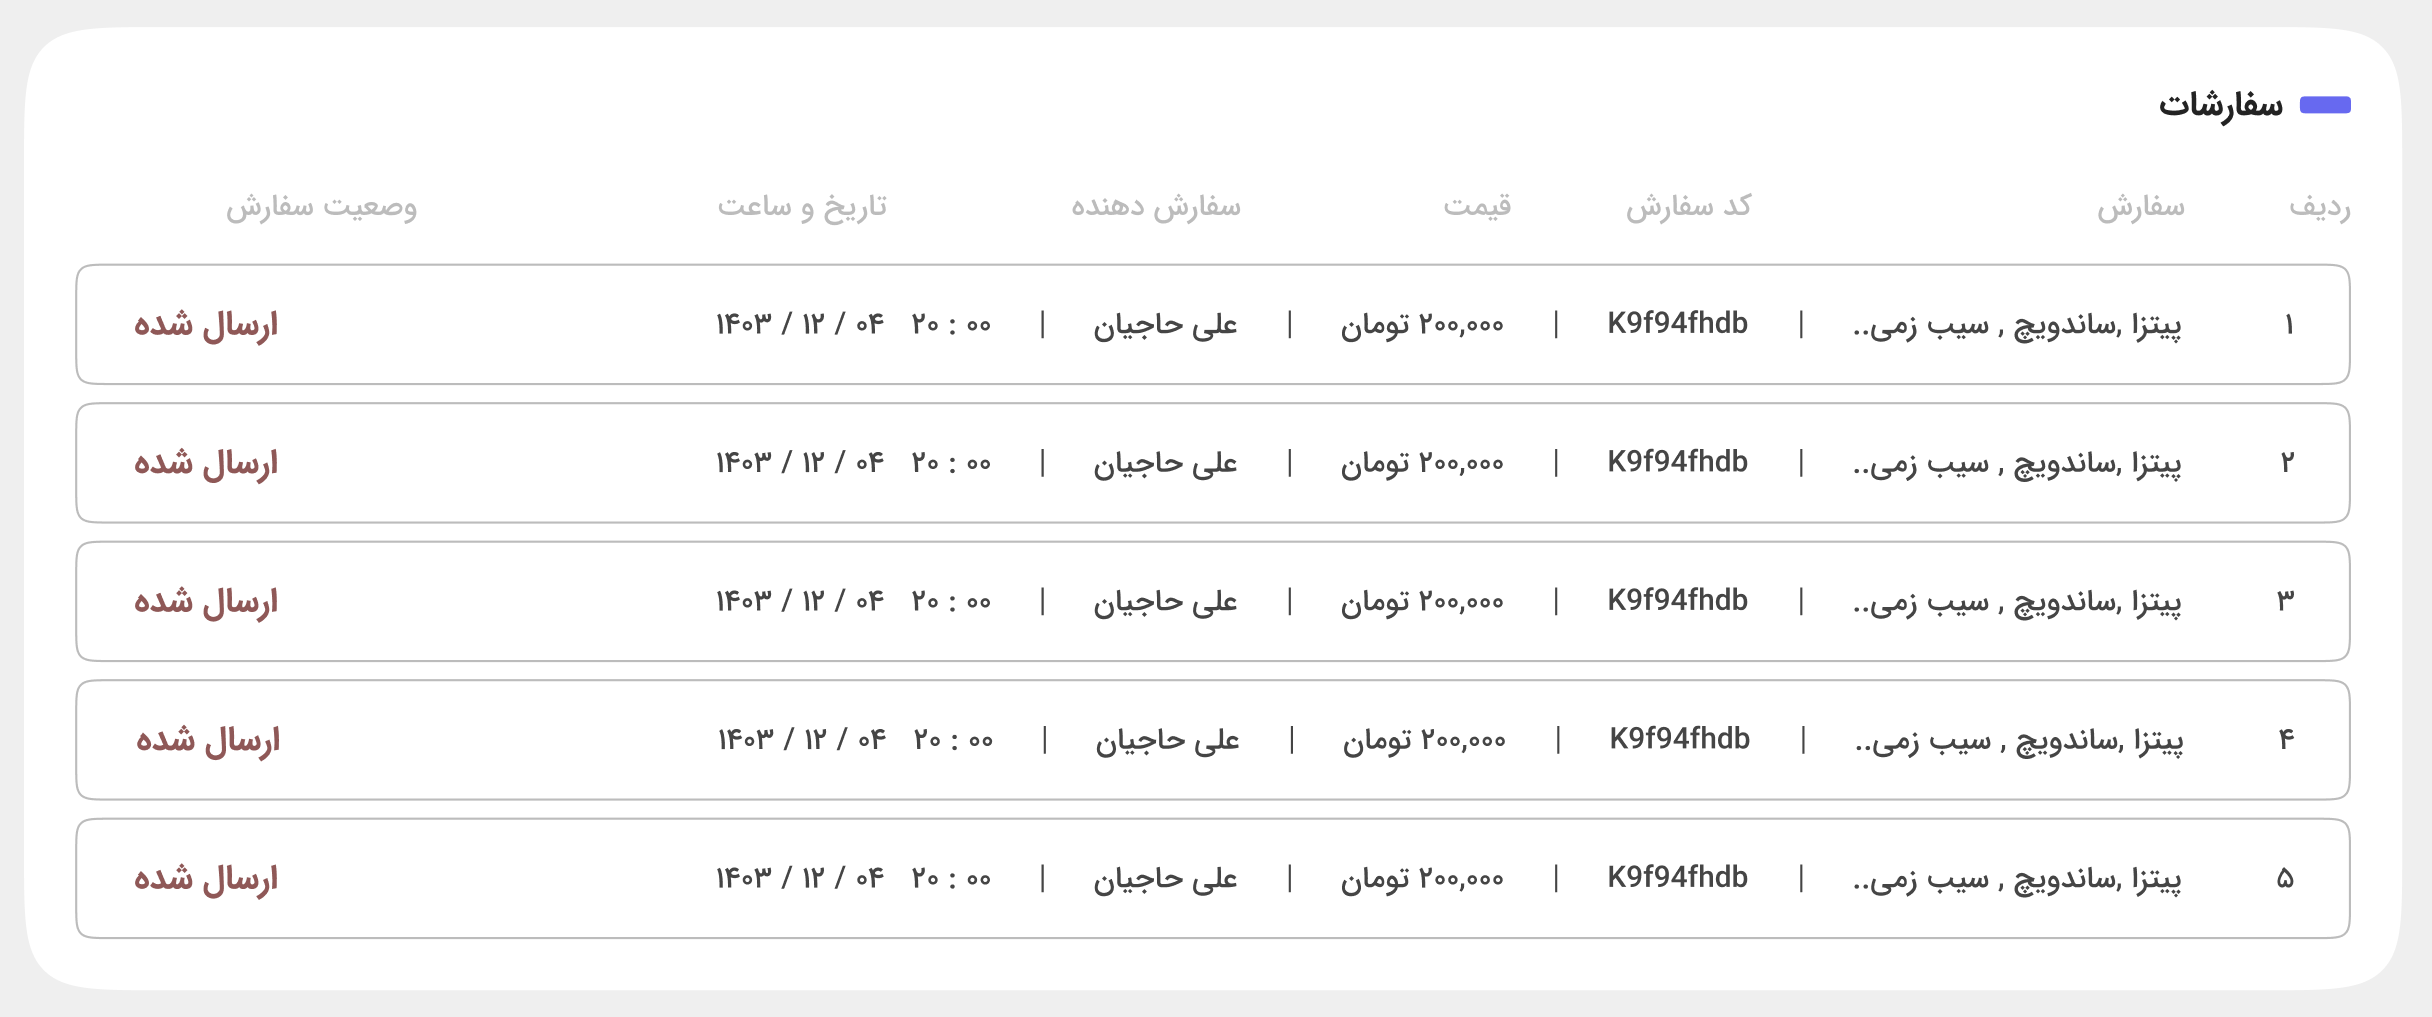 سفارشات
ردیف سفارش کد سفارش قیمت سفارش دهنده تاریخ و ساعت وصعیت سفارش
۱ پیتزا ,ساندویچ , سیب زمی.. | K9f94fhdb | ۲۰۰,۰۰۰ تومان | علی حاجیان | ۲۰ : ۰۰ ۱۴۰۳ / ۱۲ / ۰۴ ارسال شده
۲ پیتزا ,ساندویچ , سیب زمی.. | K9f94fhdb | ۲۰۰,۰۰۰ تومان | علی حاجیان | ۲۰ : ۰۰ ۱۴۰۳ / ۱۲ / ۰۴ ارسال شده
۳ پیتزا ,ساندویچ , سیب زمی.. | K9f94fhdb | ۲۰۰,۰۰۰ تومان | علی حاجیان | ۲۰ : ۰۰ ۱۴۰۳ / ۱۲ / ۰۴ ارسال شده
۴ پیتزا ,ساندویچ , سیب زمی.. | K9f94fhdb | ۲۰۰,۰۰۰ تومان | علی حاجیان | ۲۰ : ۰۰ ۱۴۰۳ / ۱۲ / ۰۴ ارسال شده
۵ پیتزا ,ساندویچ , سیب زمی.. | K9f94fhdb | ۲۰۰,۰۰۰ تومان | علی حاجیان | ۲۰ : ۰۰ ۱۴۰۳ / ۱۲ / ۰۴ ارسال شده